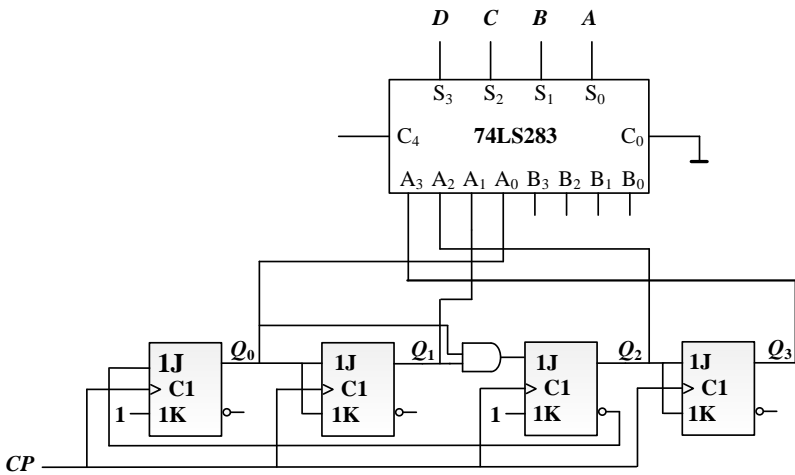 D C B A
S₃ S₂ S₁ S₀
C₄ 74LS283 C₀
A₃ A₂ A₁ A₀ B₃ B₂ B₁ B₀
Q₀ Q₁ Q₂ Q₃
1J 1J 1J 1J
C1 C1 C1 C1
1 1K 1K 1 1K 1K
CP